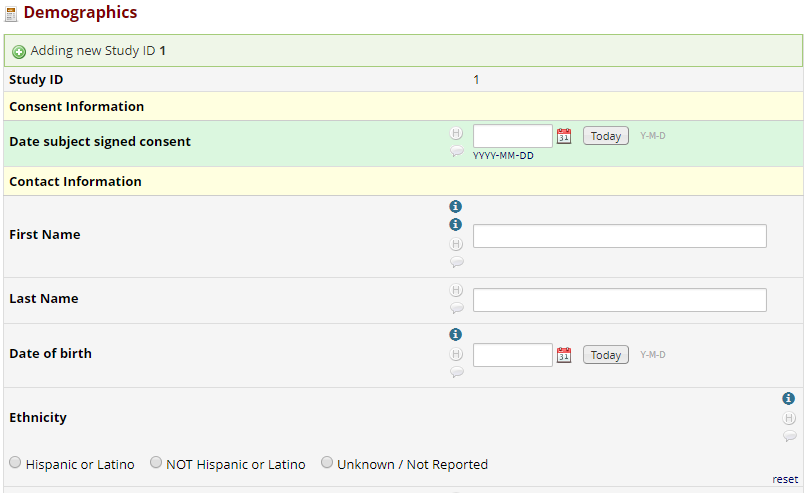 Demographics
Adding new Study ID 1
Study ID 1
Consent Information
Date subject signed consent H 31 Today Y-M-D
YYYY-MM-DD
Contact Information
i
i
First Name
H
H
Last Name
i
Date of birth H 31 Today Y-M-D
i
Ethnicity H
Hispanic or Latino NOT Hispanic or Latino Unknown / Not Reported
reset